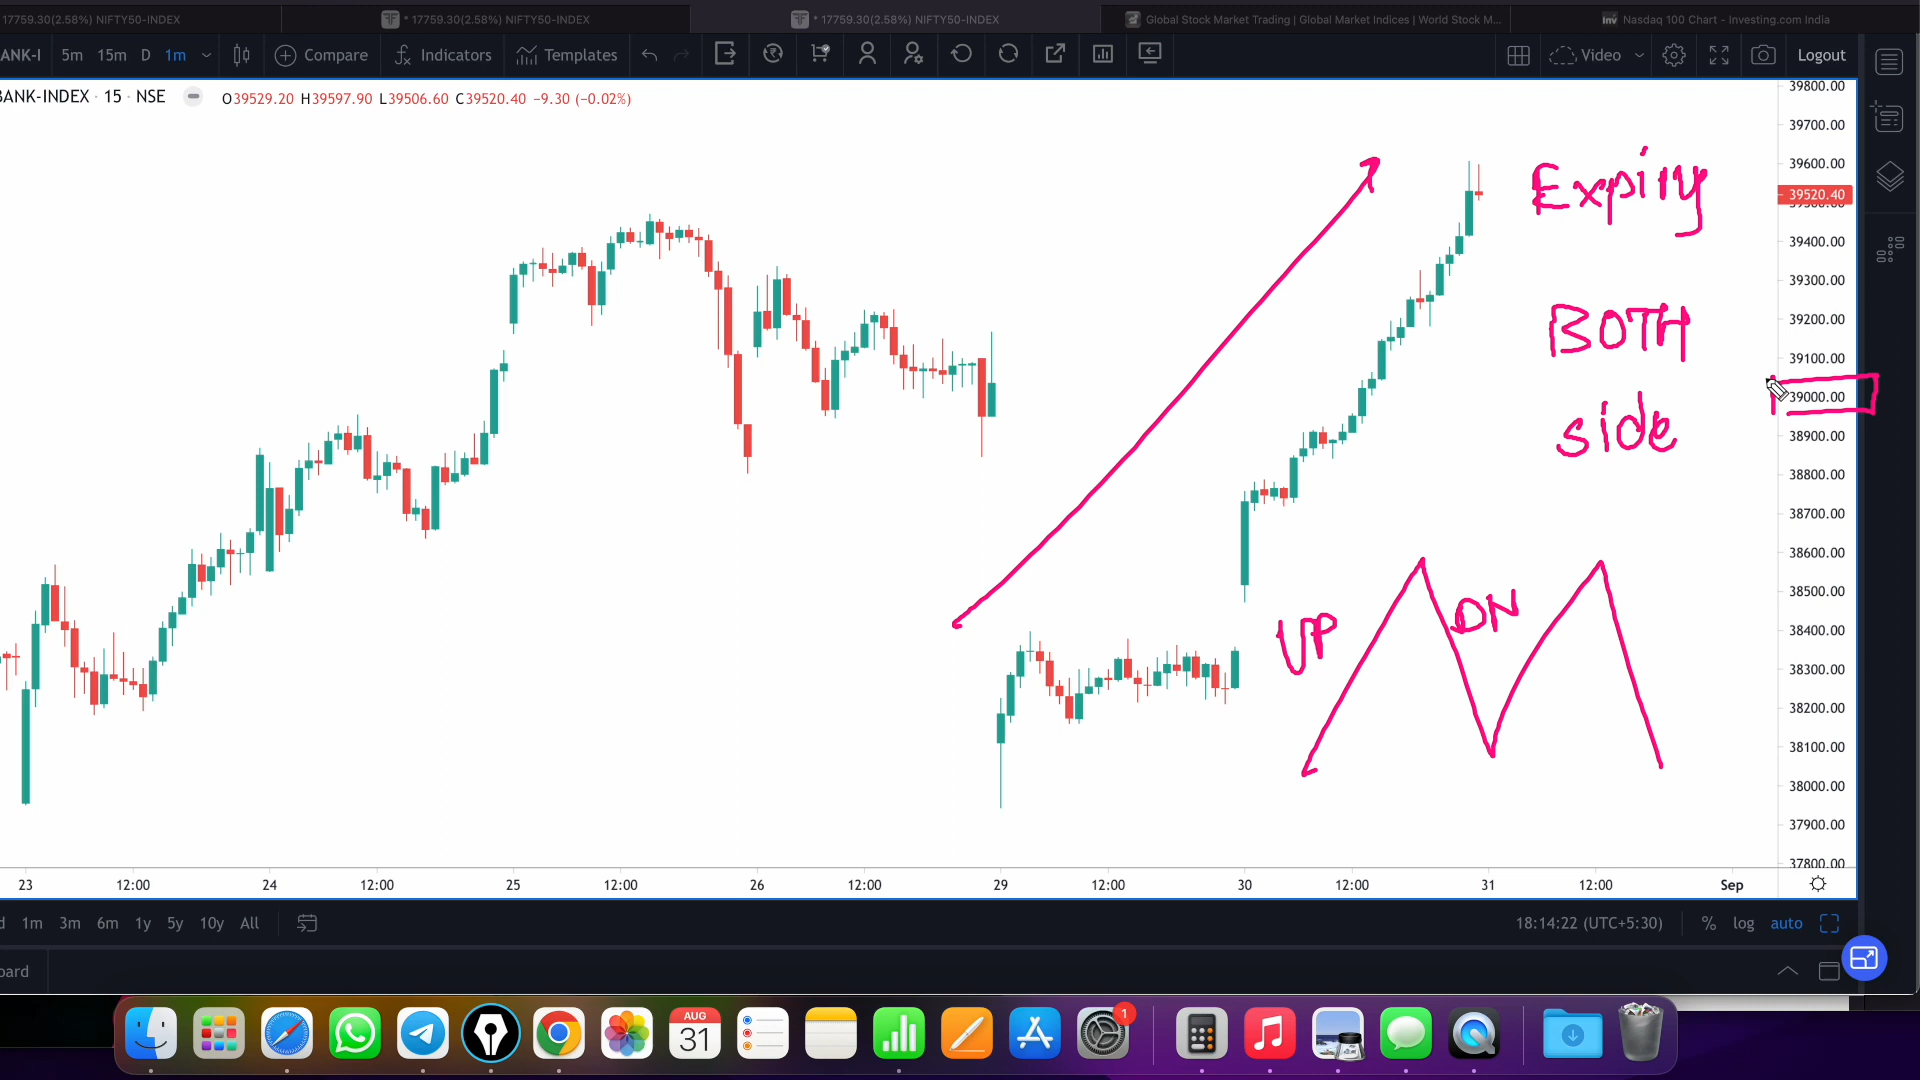 17759.30(2.58%) NIFTY50-INDEX
* 17759.30(2.58%) NIFTY50-INDEX
* 17759.30(2.58%) NIFTY50-INDEX
Global Stock Market Trading | Global Market Indices | World Stock M...
Inv Nasdaq 100 Chart - Investing.com India
ANK-I 5m 15m D 1m Compare Indicators Templates Video Logout
BANK-INDEX · 15 · NSE O39529.20 H39597.90 L39506.60 C39520.40 −9.30 (−0.02%)
39800.00
39700.00
39600.00
39520.40
39500.00
39400.00
39300.00
39200.00
39100.00
39000.00
38900.00
38800.00
38700.00
38600.00
38500.00
38400.00
38300.00
38200.00
38100.00
38000.00
37900.00
37800.00
Expiry
BOTH
side
UP
DN
23 12:00 24 12:00 25 12:00 26 12:00 29 12:00 30 12:00 31 12:00 Sep
d 1m 3m 6m 1y 5y 10y All 18:14:22 (UTC+5:30) % log auto
oard
AUG
31
1